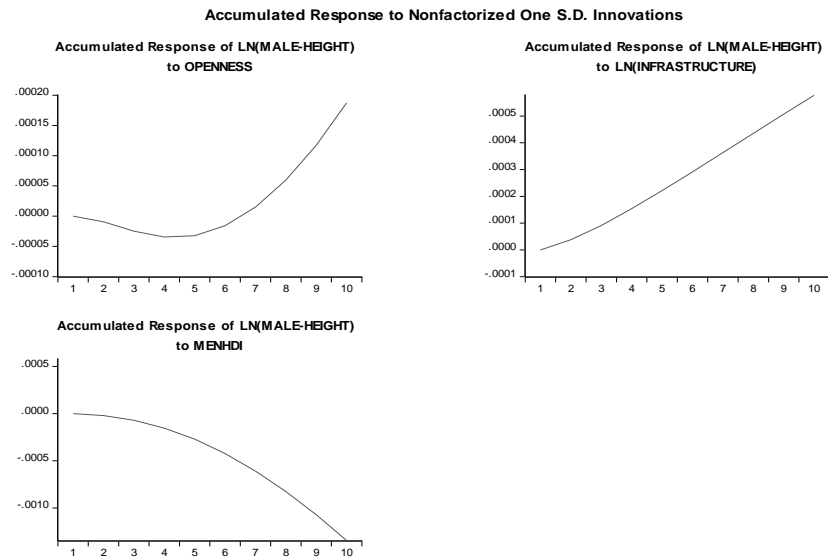 Accumulated Response to Nonfactorized One S.D. Innovations
Accumulated Response of LN(MALE-HEIGHT)
to OPENNESS
.00020
.00015
.00010
.00005
.00000
-.00005
-.00010
1 2 3 4 5 6 7 8 9 10
Accumulated Response of LN(MALE-HEIGHT)
to LN(INFRASTRUCTURE)
.0005
.0004
.0003
.0002
.0001
.0000
-.0001
1 2 3 4 5 6 7 8 9 10
Accumulated Response of LN(MALE-HEIGHT)
to MENHDI
.0005
.0000
-.0005
-.0010
1 2 3 4 5 6 7 8 9 10